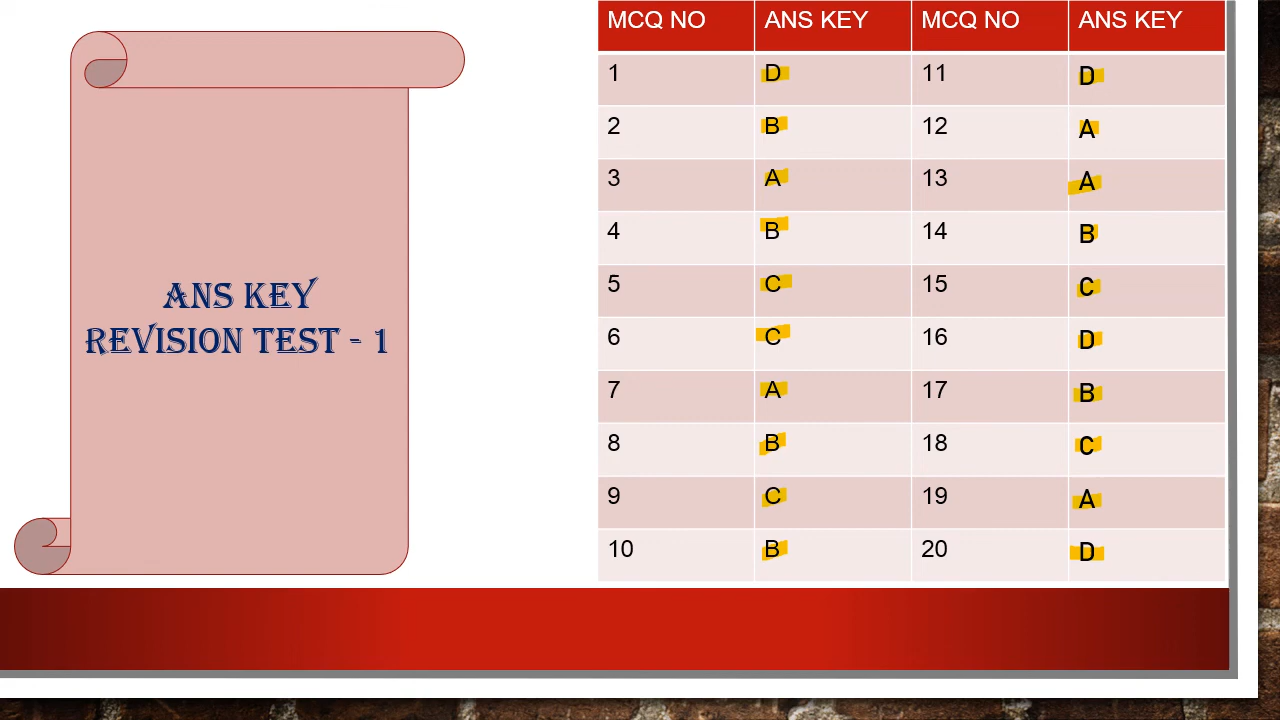 ANS KEY
REVISION TEST - 1
MCQ NO ANS KEY MCQ NO ANS KEY
1 D 11 D
2 B 12 A
3 A 13 A
4 B 14 B
5 C 15 C
6 C 16 D
7 A 17 B
8 B 18 C
9 C 19 A
10 B 20 D